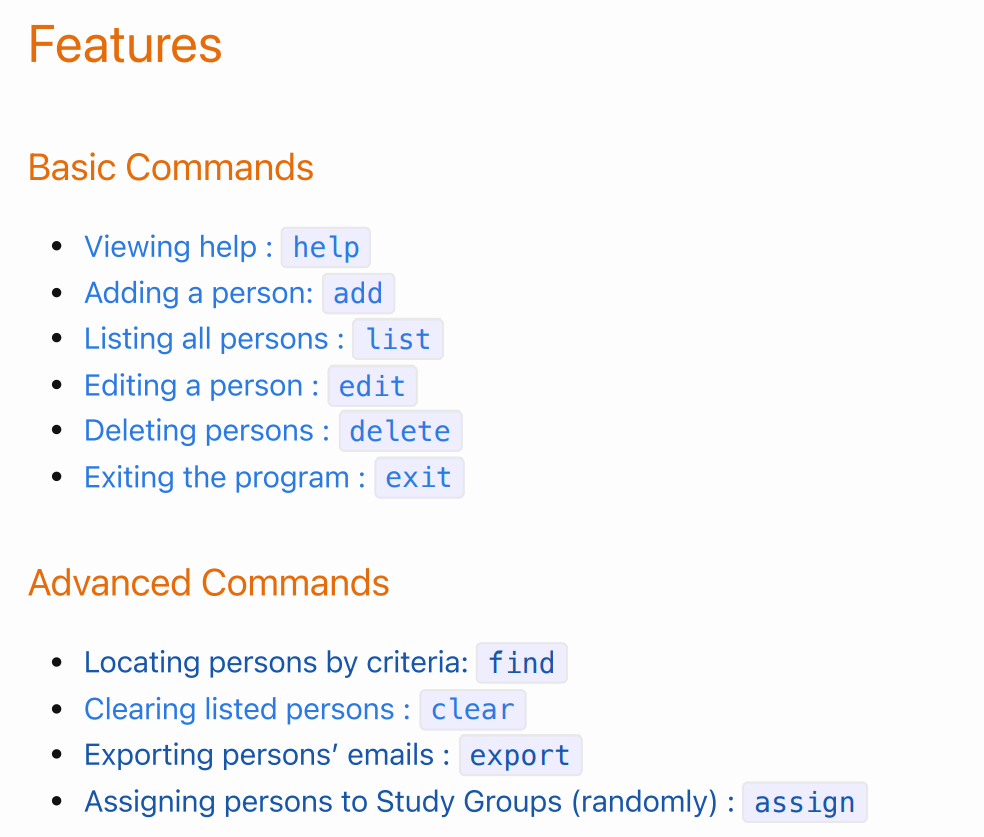 Features
Basic Commands
Viewing help : help
Adding a person: add
Listing all persons : list
Editing a person : edit
Deleting persons : delete
Exiting the program : exit
Advanced Commands
Locating persons by criteria: find
Clearing listed persons : clear
Exporting persons’ emails : export
Assigning persons to Study Groups (randomly) : assign